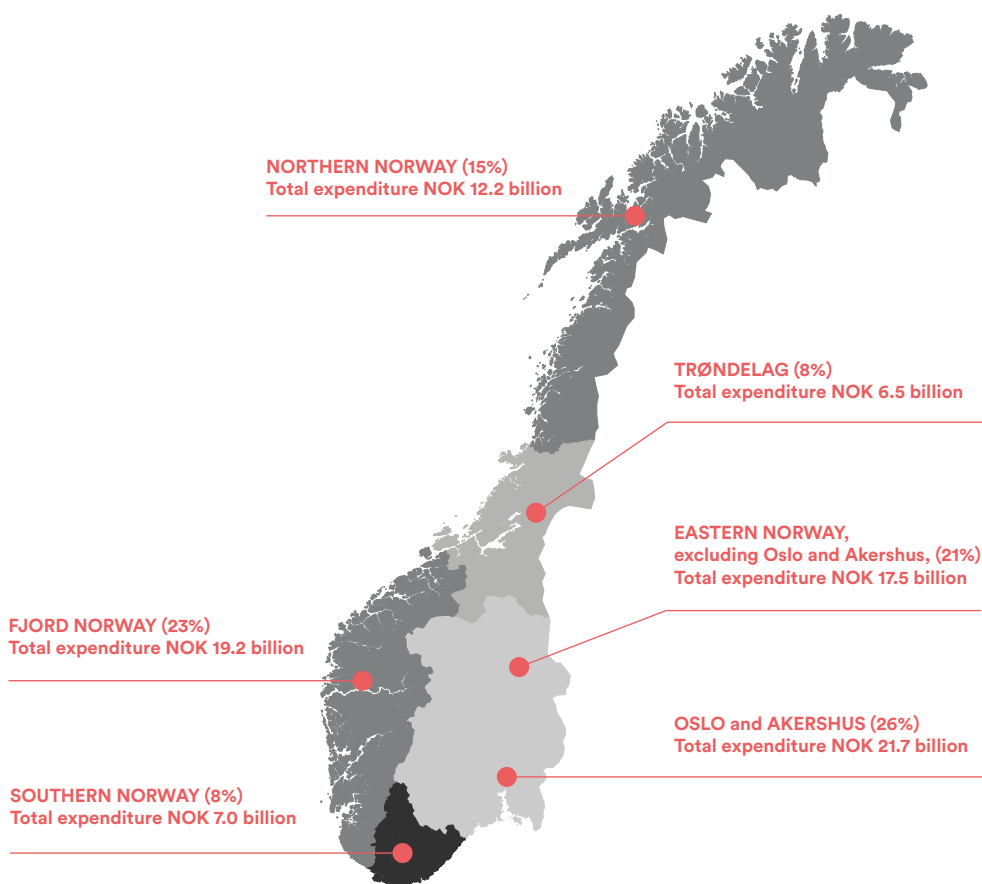 NORTHERN NORWAY (15%)
Total expenditure NOK 12.2 billion
TRØNDELAG (8%)
Total expenditure NOK 6.5 billion
EASTERN NORWAY,
excluding Oslo and Akershus, (21%)
Total expenditure NOK 17.5 billion
FJORD NORWAY (23%)
Total expenditure NOK 19.2 billion
OSLO and AKERSHUS (26%)
Total expenditure NOK 21.7 billion
SOUTHERN NORWAY (8%)
Total expenditure NOK 7.0 billion